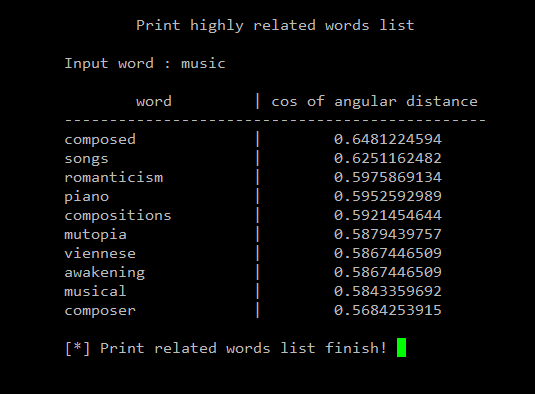 Print highly related words list
Input word : music
word | cos of angular distance
-----------------------------------------------
composed | 0.6481224594
songs | 0.6251162482
romanticism | 0.5975869134
piano | 0.5952592989
compositions | 0.5921454644
mutopia | 0.5879439757
viennese | 0.5867446509
awakening | 0.5867446509
musical | 0.5843359692
composer | 0.5684253915
[*] Print related words list finish!